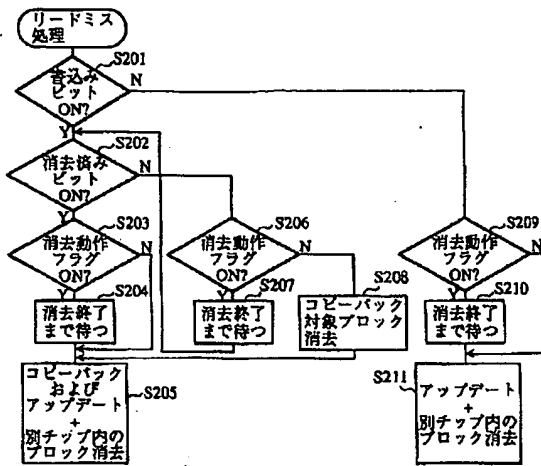 リードミス
処理
S201
書込み
ビット
ON?
N
Y
S202
消去済み
ビット
ON?
N
Y
S203
消去動作
フラグ
ON?
N
Y
S204
消去終了
まで待つ
S205
コピーバック
および
アップデート
+
別チップ内の
ブロック消去
S206
消去動作
フラグ
ON?
N
Y
S207
消去終了
まで待つ
S208
コピーバック
対象ブロック
消去
S209
消去動作
フラグ
ON?
N
Y
S210
消去終了
まで待つ
S211
アップデート
+
別チップ内の
ブロック消去